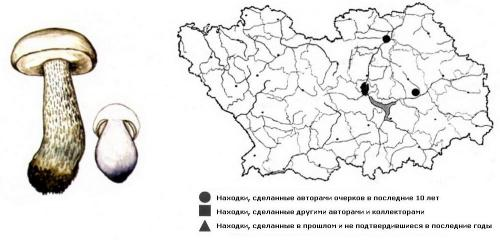 Находки, сделанные авторами очерков в последние 10 лет
Находки, сделанные другими авторами и коллекторами
Находки, сделанные в прошлом и не подтвердившиеся в последние годы